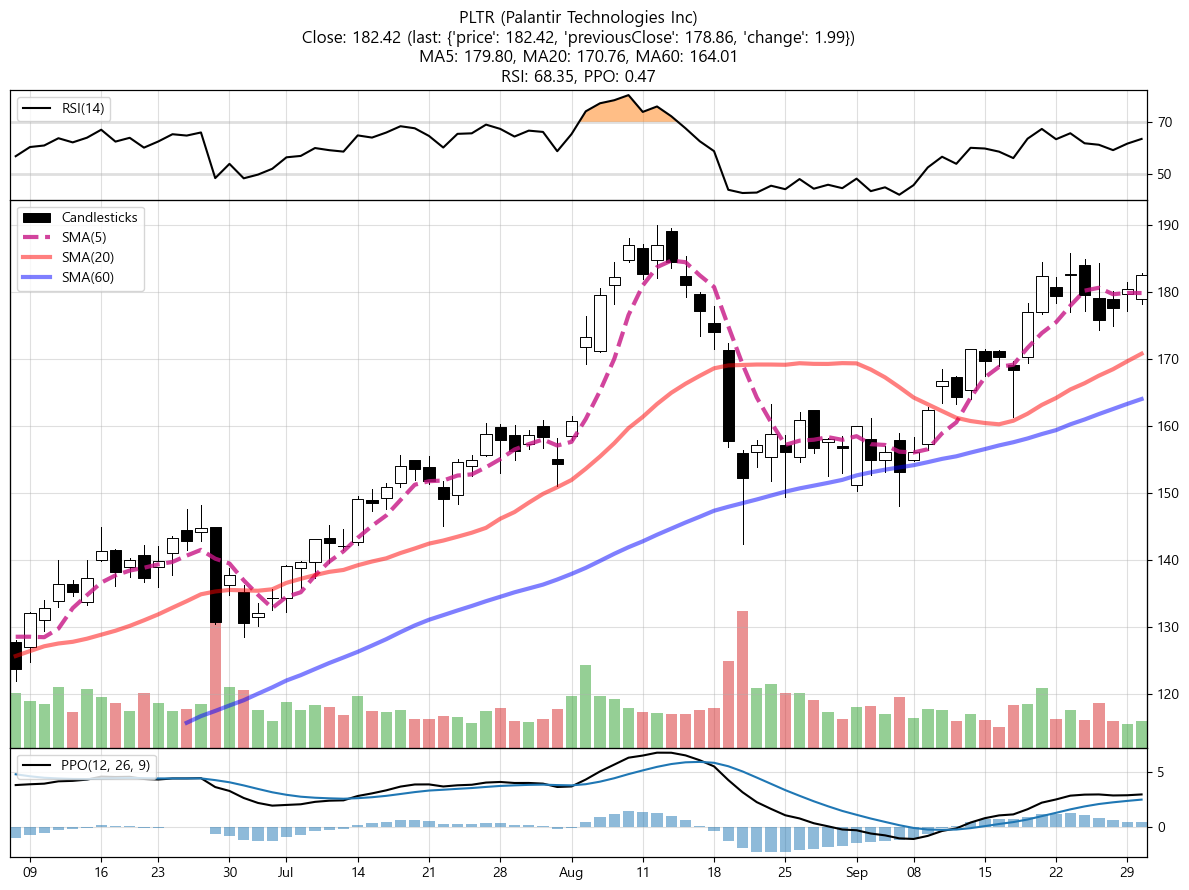 PLTR (Palantir Technologies Inc)
Close: 182.42 (last: {'price': 182.42, 'previousClose': 178.86, 'change': 1.99})
MA5: 179.80, MA20: 170.76, MA60: 164.01
RSI: 68.35, PPO: 0.47
RSI(14)
70
50
Candlesticks
SMA(5)
SMA(20)
SMA(60)
190
180
170
160
150
140
130
120
PPO(12, 26, 9)
5
0
09 16 23 30 Jul 14 21 28 Aug 11 18 25 Sep 08 15 22 29